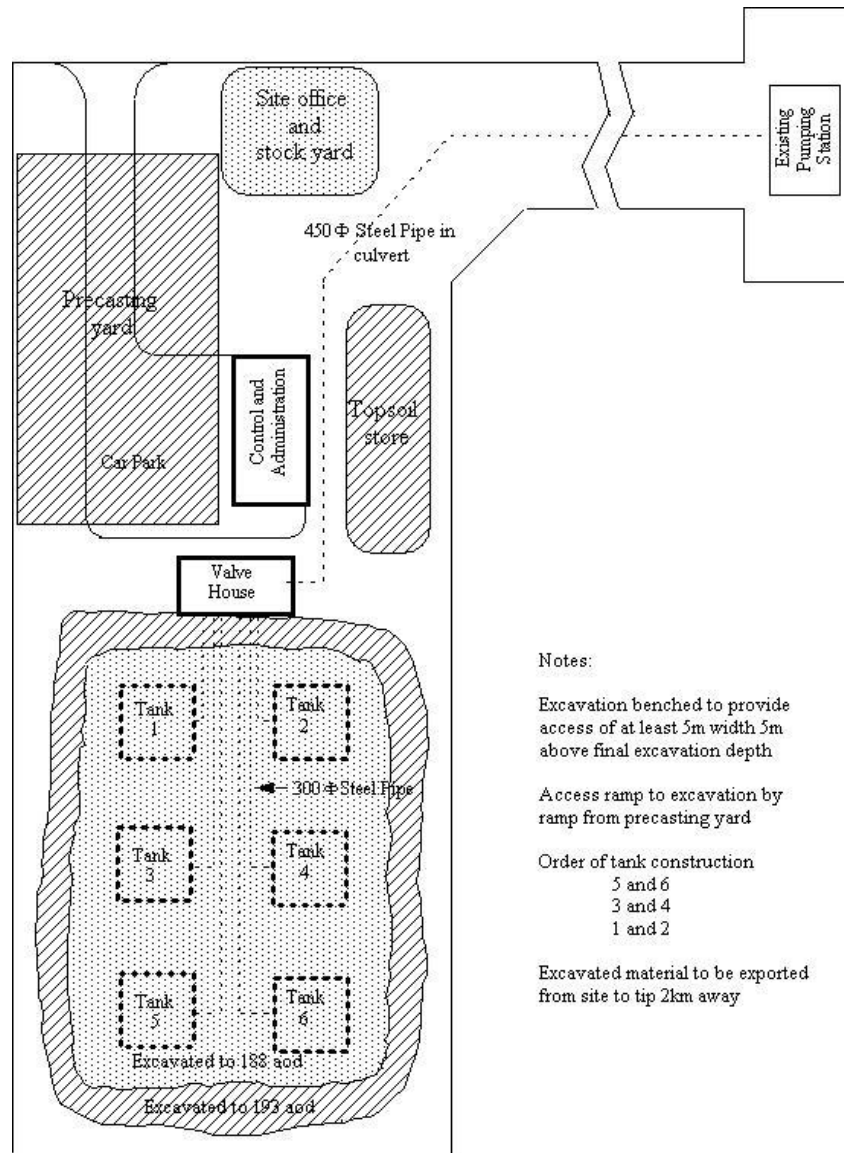 Site office
and
stock yard
Existing
Pumping
Station
450 Φ Steel Pipe in
culvert
Precasting
yard
Control and
Administration
Topsoil
store
Car Park
Valve
House
Tank
1
Tank
2
300 Φ Steel Pipe
Tank
3
Tank
4
Tank
5
Tank
6
Excavated to 188 aod
Excavated to 193 aod
Notes:
Excavation benched to provide
access of at least 5m width 5m
above final excavation depth
Access ramp to excavation by
ramp from precasting yard
Order of tank construction
5 and 6
3 and 4
1 and 2
Excavated material to be exported
from site to tip 2km away